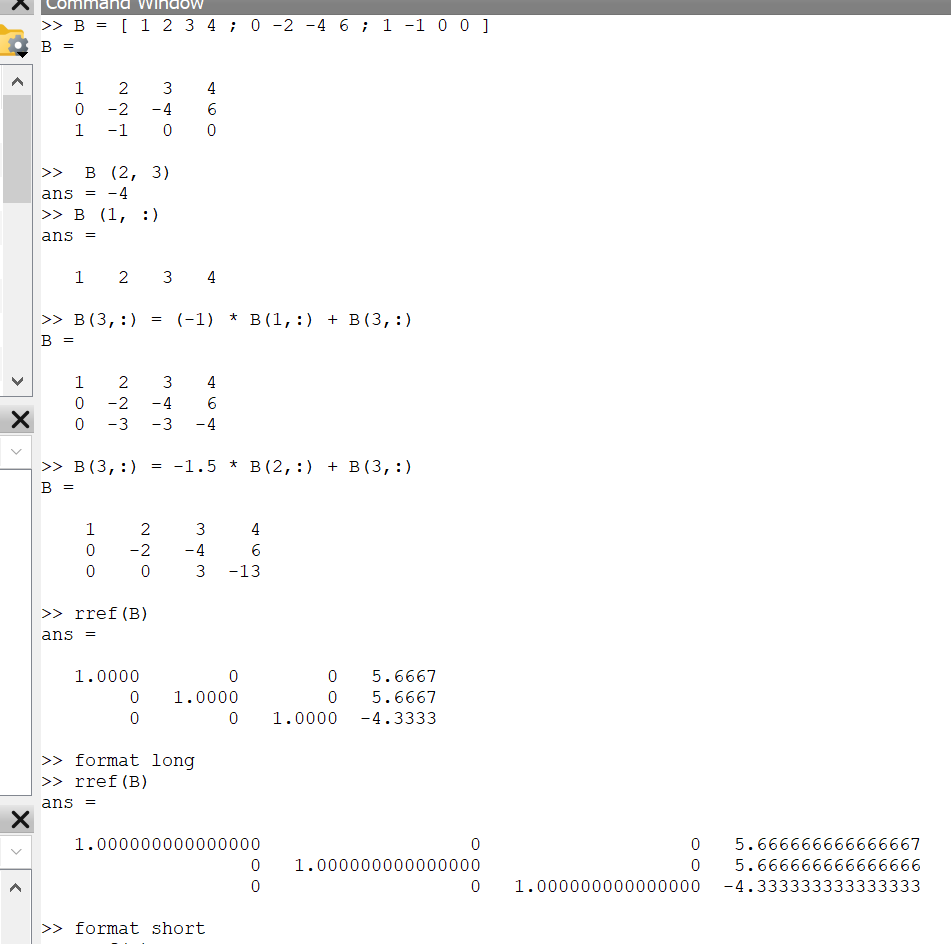 Command Window
>> B = [ 1 2 3 4 ; 0 -2 -4 6 ; 1 -1 0 0 ]
B =
1 2 3 4
0 -2 -4 6
1 -1 0 0
>> B (2, 3)
ans = -4
>> B (1, :)
ans =
1 2 3 4
>> B(3,:) = (-1) * B(1,:) + B(3,:)
B =
1 2 3 4
0 -2 -4 6
0 -3 -3 -4
>> B(3,:) = -1.5 * B(2,:) + B(3,:)
B =
1 2 3 4
0 -2 -4 6
0 0 3 -13
>> rref(B)
ans =
1.0000 0 0 5.6667
0 1.0000 0 5.6667
0 0 1.0000 -4.3333
>> format long
>> rref(B)
ans =
1.000000000000000 0 0 5.666666666666667
0 1.000000000000000 0 5.666666666666666
0 0 1.000000000000000 -4.333333333333333
>> format short